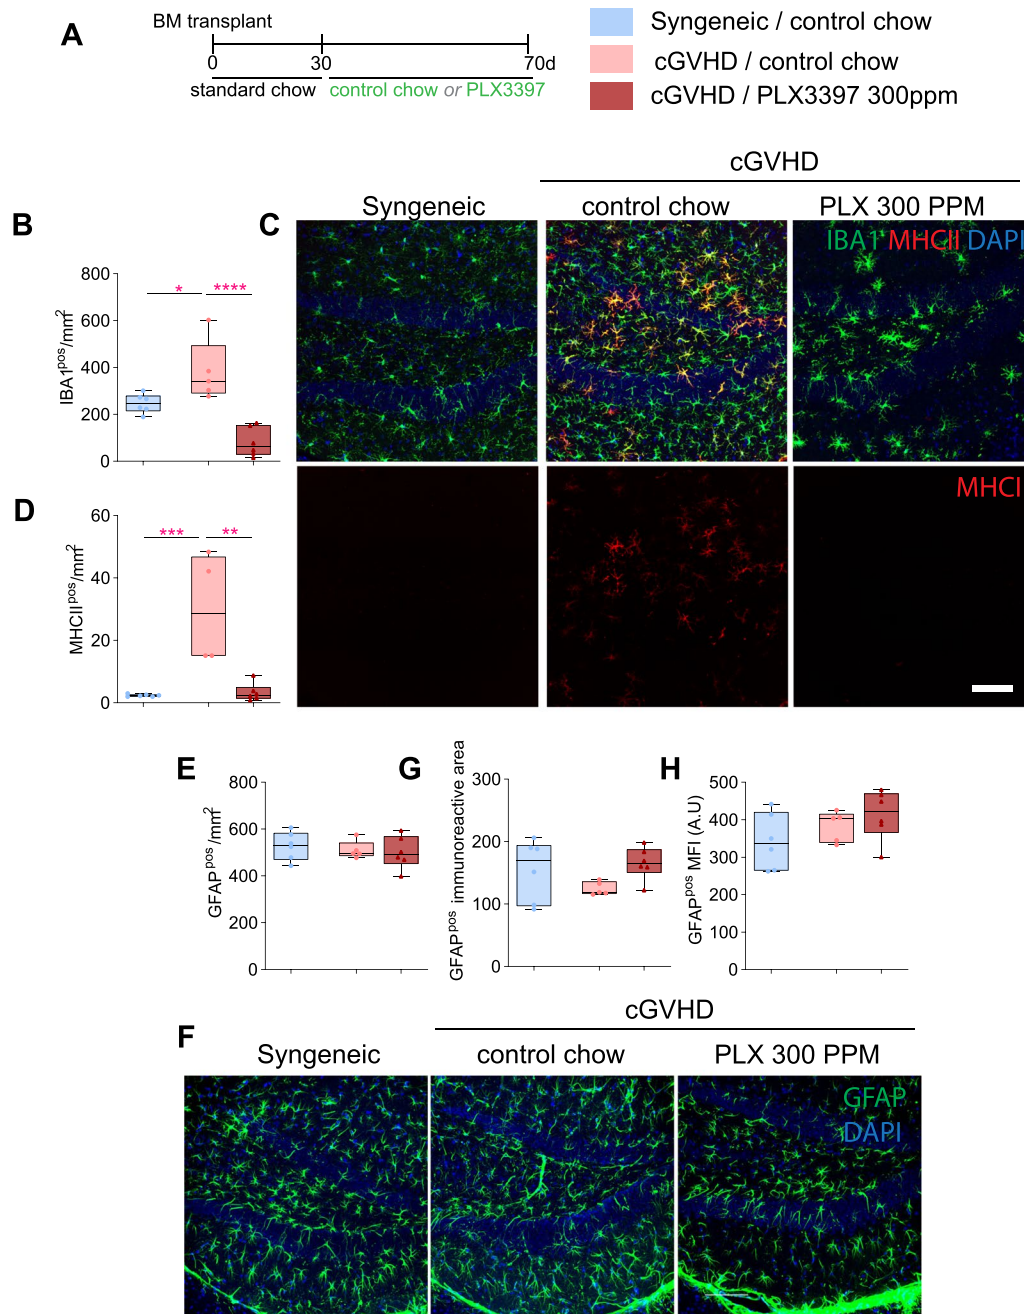 A
BM transplant
0 30 70d
standard chow control chow or PLX3397
Syngeneic / control chow
cGVHD / control chow
cGVHD / PLX3397 300ppm
cGVHD
Syngeneic control chow PLX 300 PPM
B
IBA1pos/mm2
800
600
400
200
0
* ****
C
IBA1 MHCII DAPI
MHCI
D
MHCIIpos/mm2
60
40
20
0
*** **
E
GFAPpos/mm2
800
600
400
200
0
G
GFAPpos immunoreactive area
300
200
100
0
H
GFAPpos MFI (A.U)
500
400
300
200
100
0
cGVHD
F
Syngeneic control chow PLX 300 PPM
GFAP
DAPI